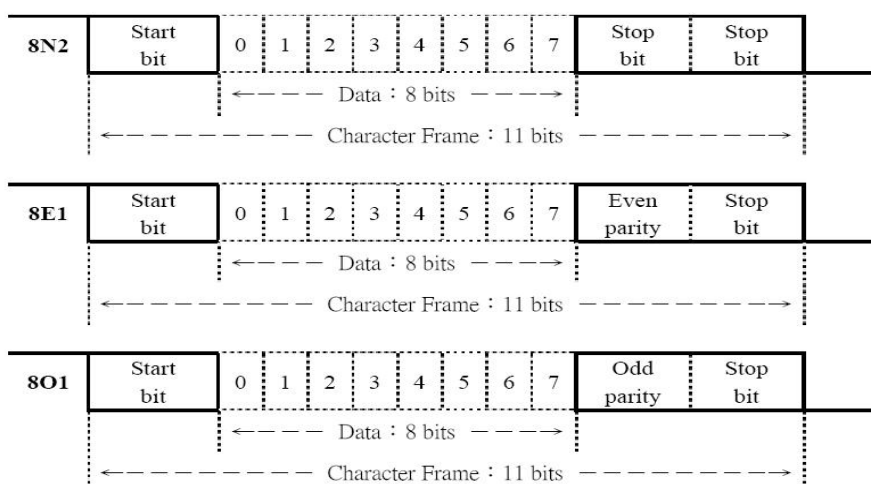 8N2 Start bit 0 1 2 3 4 5 6 7 Stop bit Stop bit
Data : 8 bits
Character Frame : 11 bits
8E1 Start bit 0 1 2 3 4 5 6 7 Even parity Stop bit
Data : 8 bits
Character Frame : 11 bits
8O1 Start bit 0 1 2 3 4 5 6 7 Odd parity Stop bit
Data : 8 bits
Character Frame : 11 bits